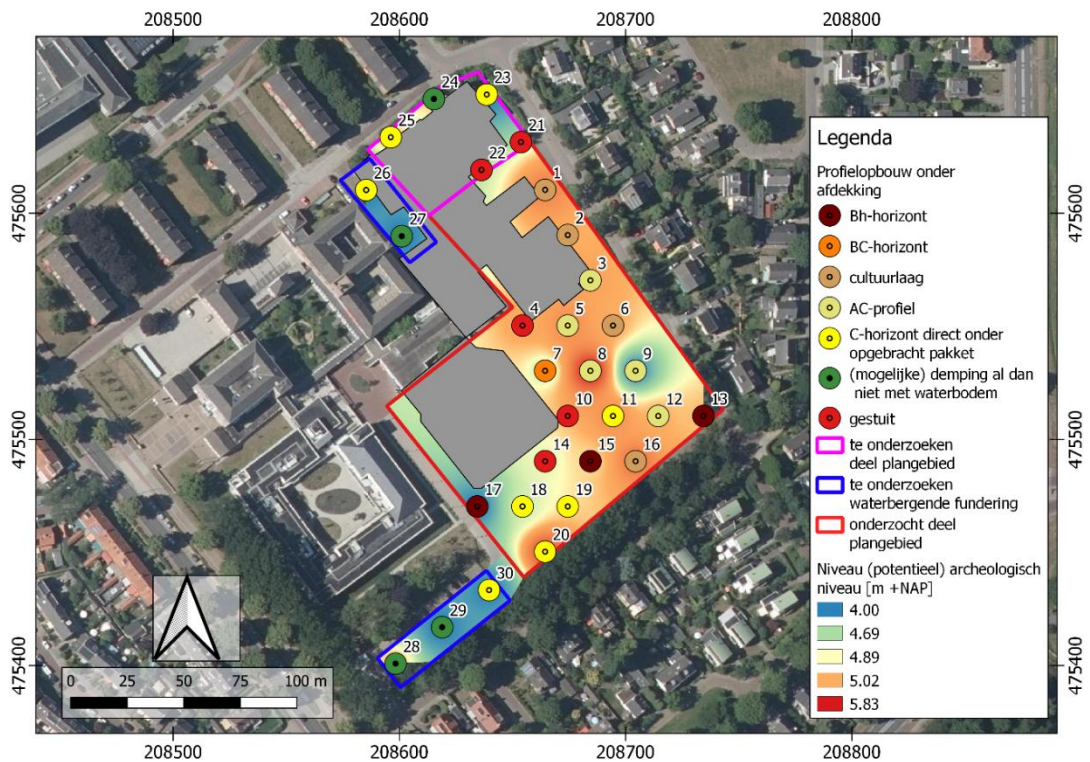 208500 208600 208700 208800
475600
475500
475400
24
23
25
21
22
26
1
27
2
3
4
5
6
7
8
9
10
11
12
13
14
15
16
17
18
19
20
30
29
28
0 25 50 75 100 m
Legenda
Profielopbouw onder
afdekking
Bh-horizont
BC-horizont
cultuurlaag
AC-profiel
C-horizont direct onder
opgebracht pakket
(mogelijke) demping al dan
niet met waterbodem
gestuit
te onderzoeken
deel plangebied
te onderzoeken
waterbergende fundering
onderzocht deel
plangebied
Niveau (potentieel) archeologisch
niveau [m +NAP]
4.00
4.69
4.89
5.02
5.83
475600
475500
475400
208500 208600 208700 208800